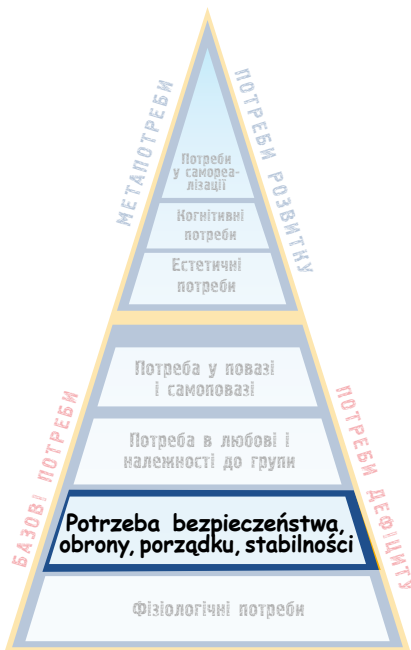 МЕТАПОТРЕБИ
ПОТРЕБИ РОЗВИТКУ
Потреби
у самореа-
лізації
Когнітивні
потреби
Естетичні
потреби
БАЗОВІ ПОТРЕБИ
ПОТРЕБИ ДЕФІЦИТУ
Потреба у повазі
і самоповазі
Потреба в любові і
належності до групи
Potrzeba bezpieczeństwa,
obrony, porządku, stabilności
Фізіологічні потреби